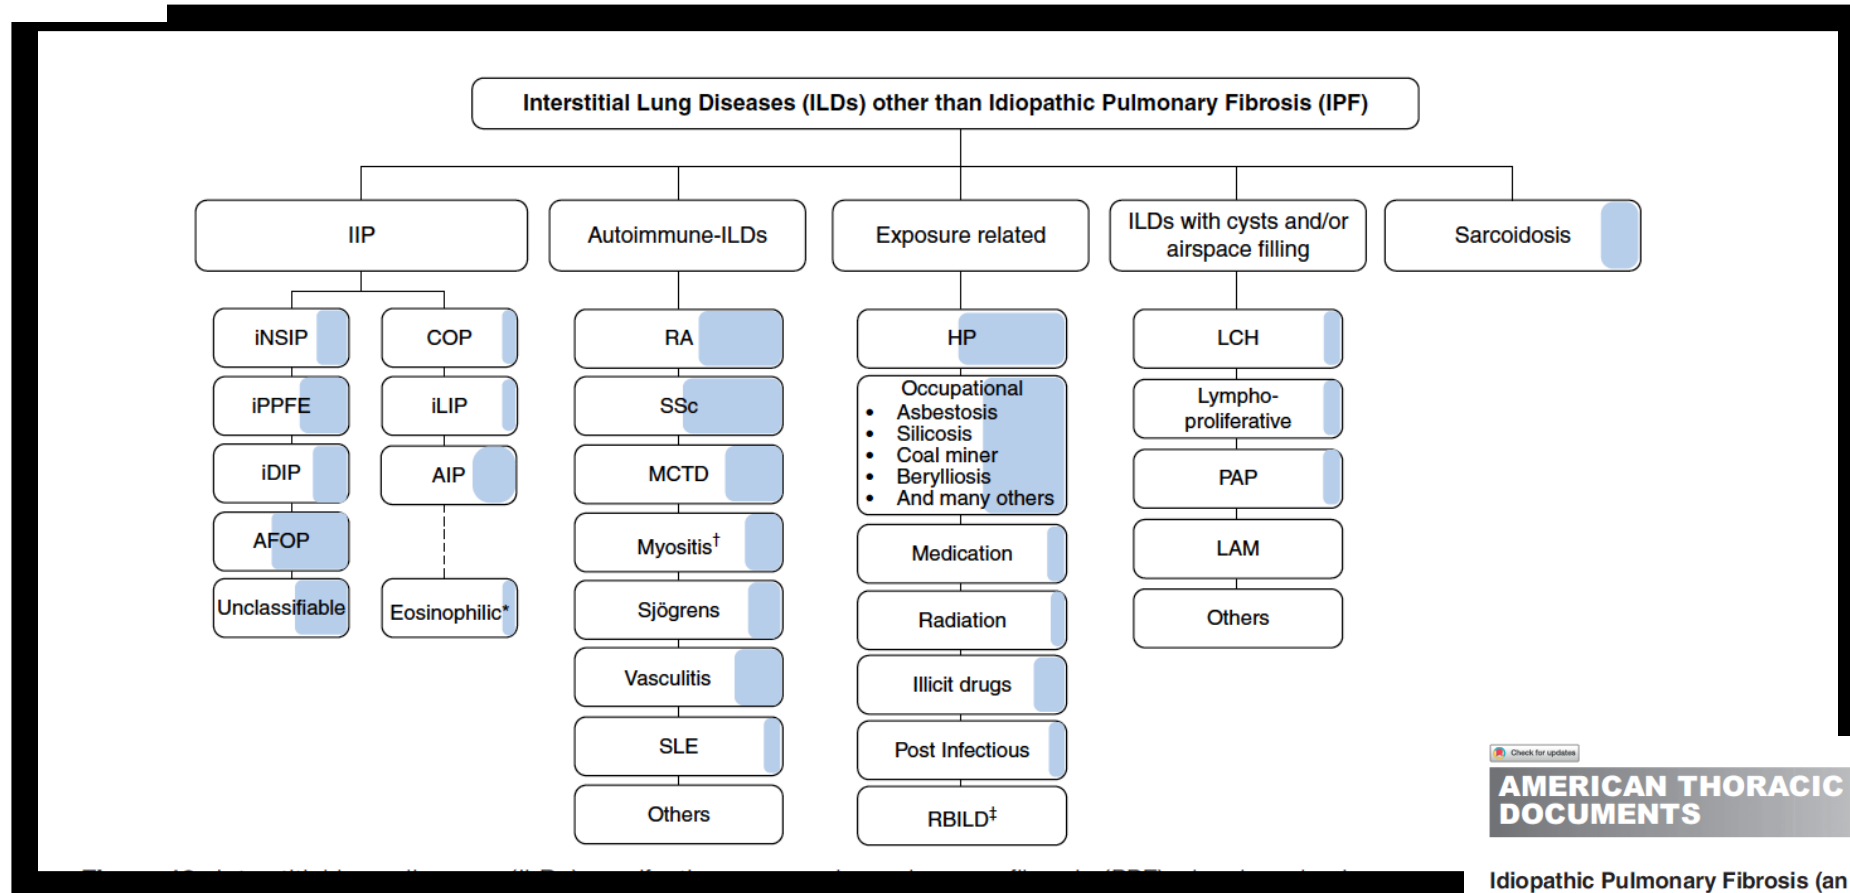 Interstitial Lung Diseases (ILDs) other than Idiopathic Pulmonary Fibrosis (IPF)
IIP
Autoimmune-ILDs
Exposure related
ILDs with cysts and/or
airspace filling
Sarcoidosis
iNSIP
iPPFE
iDIP
AFOP
Unclassifiable
COP
iLIP
AIP
Eosinophilic*
RA
SSc
MCTD
Myositis†
Sjögrens
Vasculitis
SLE
Others
HP
Occupational
• Asbestosis
• Silicosis
• Coal miner
• Berylliosis
• And many others
Medication
Radiation
Illicit drugs
Post Infectious
RBILD‡
LCH
Lympho-
proliferative
PAP
LAM
Others
Check for updates
AMERICAN THORACIC
DOCUMENTS
Idiopathic Pulmonary Fibrosis (an